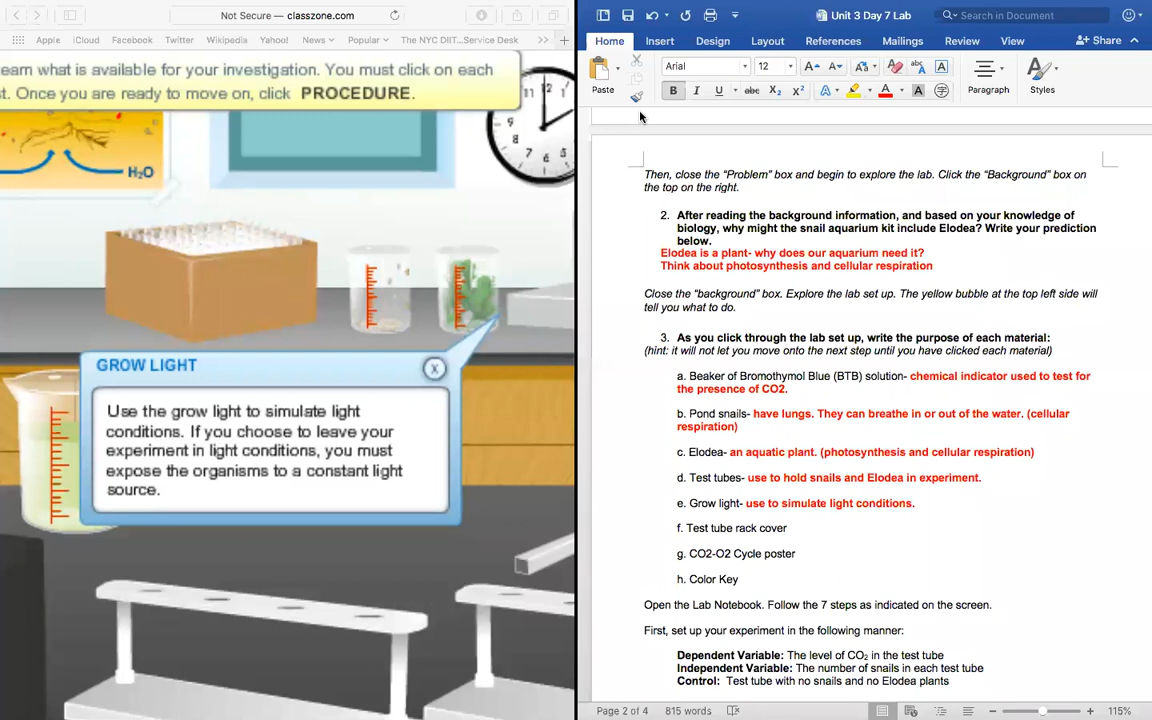 Not Secure — classzone.com
Apple iCloud Facebook Twitter Wikipedia Yahoo! News Popular The NYC DIIT...Service Desk >> +
earn what is available for your investigation. You must click on each
st. Once you are ready to move on, click PROCEDURE.
H₂O
11 12 1
9
8 7 6 5
GROW LIGHT
X
Use the grow light to simulate light
conditions. If you choose to leave your
experiment in light conditions, you must
expose the organisms to a constant light
source.
Unit 3 Day 7 Lab
Search in Document
Home Insert Design Layout References Mailings Review View Share
Paste
Arial 12
B I U abc X₂ X² A A A
Paragraph
Styles
Then, close the “Problem” box and begin to explore the lab. Click the “Background” box on
the top on the right.
2. After reading the background information, and based on your knowledge of
biology, why might the snail aquarium kit include Elodea? Write your prediction
below.
Elodea is a plant- why does our aquarium need it?
Think about photosynthesis and cellular respiration
Close the “background” box. Explore the lab set up. The yellow bubble at the top left side will
tell you what to do.
3. As you click through the lab set up, write the purpose of each material:
(hint: it will not let you move onto the next step until you have clicked each material)
a. Beaker of Bromothymol Blue (BTB) solution- chemical indicator used to test for
the presence of CO2.
b. Pond snails- have lungs. They can breathe in or out of the water. (cellular
respiration)
c. Elodea- an aquatic plant. (photosynthesis and cellular respiration)
d. Test tubes- use to hold snails and Elodea in experiment.
e. Grow light- use to simulate light conditions.
f. Test tube rack cover
g. CO2-O2 Cycle poster
h. Color Key
Open the Lab Notebook. Follow the 7 steps as indicated on the screen.
First, set up your experiment in the following manner:
Dependent Variable: The level of CO₂ in the test tube
Independent Variable: The number of snails in each test tube
Control: Test tube with no snails and no Elodea plants
Page 2 of 4 815 words 115%